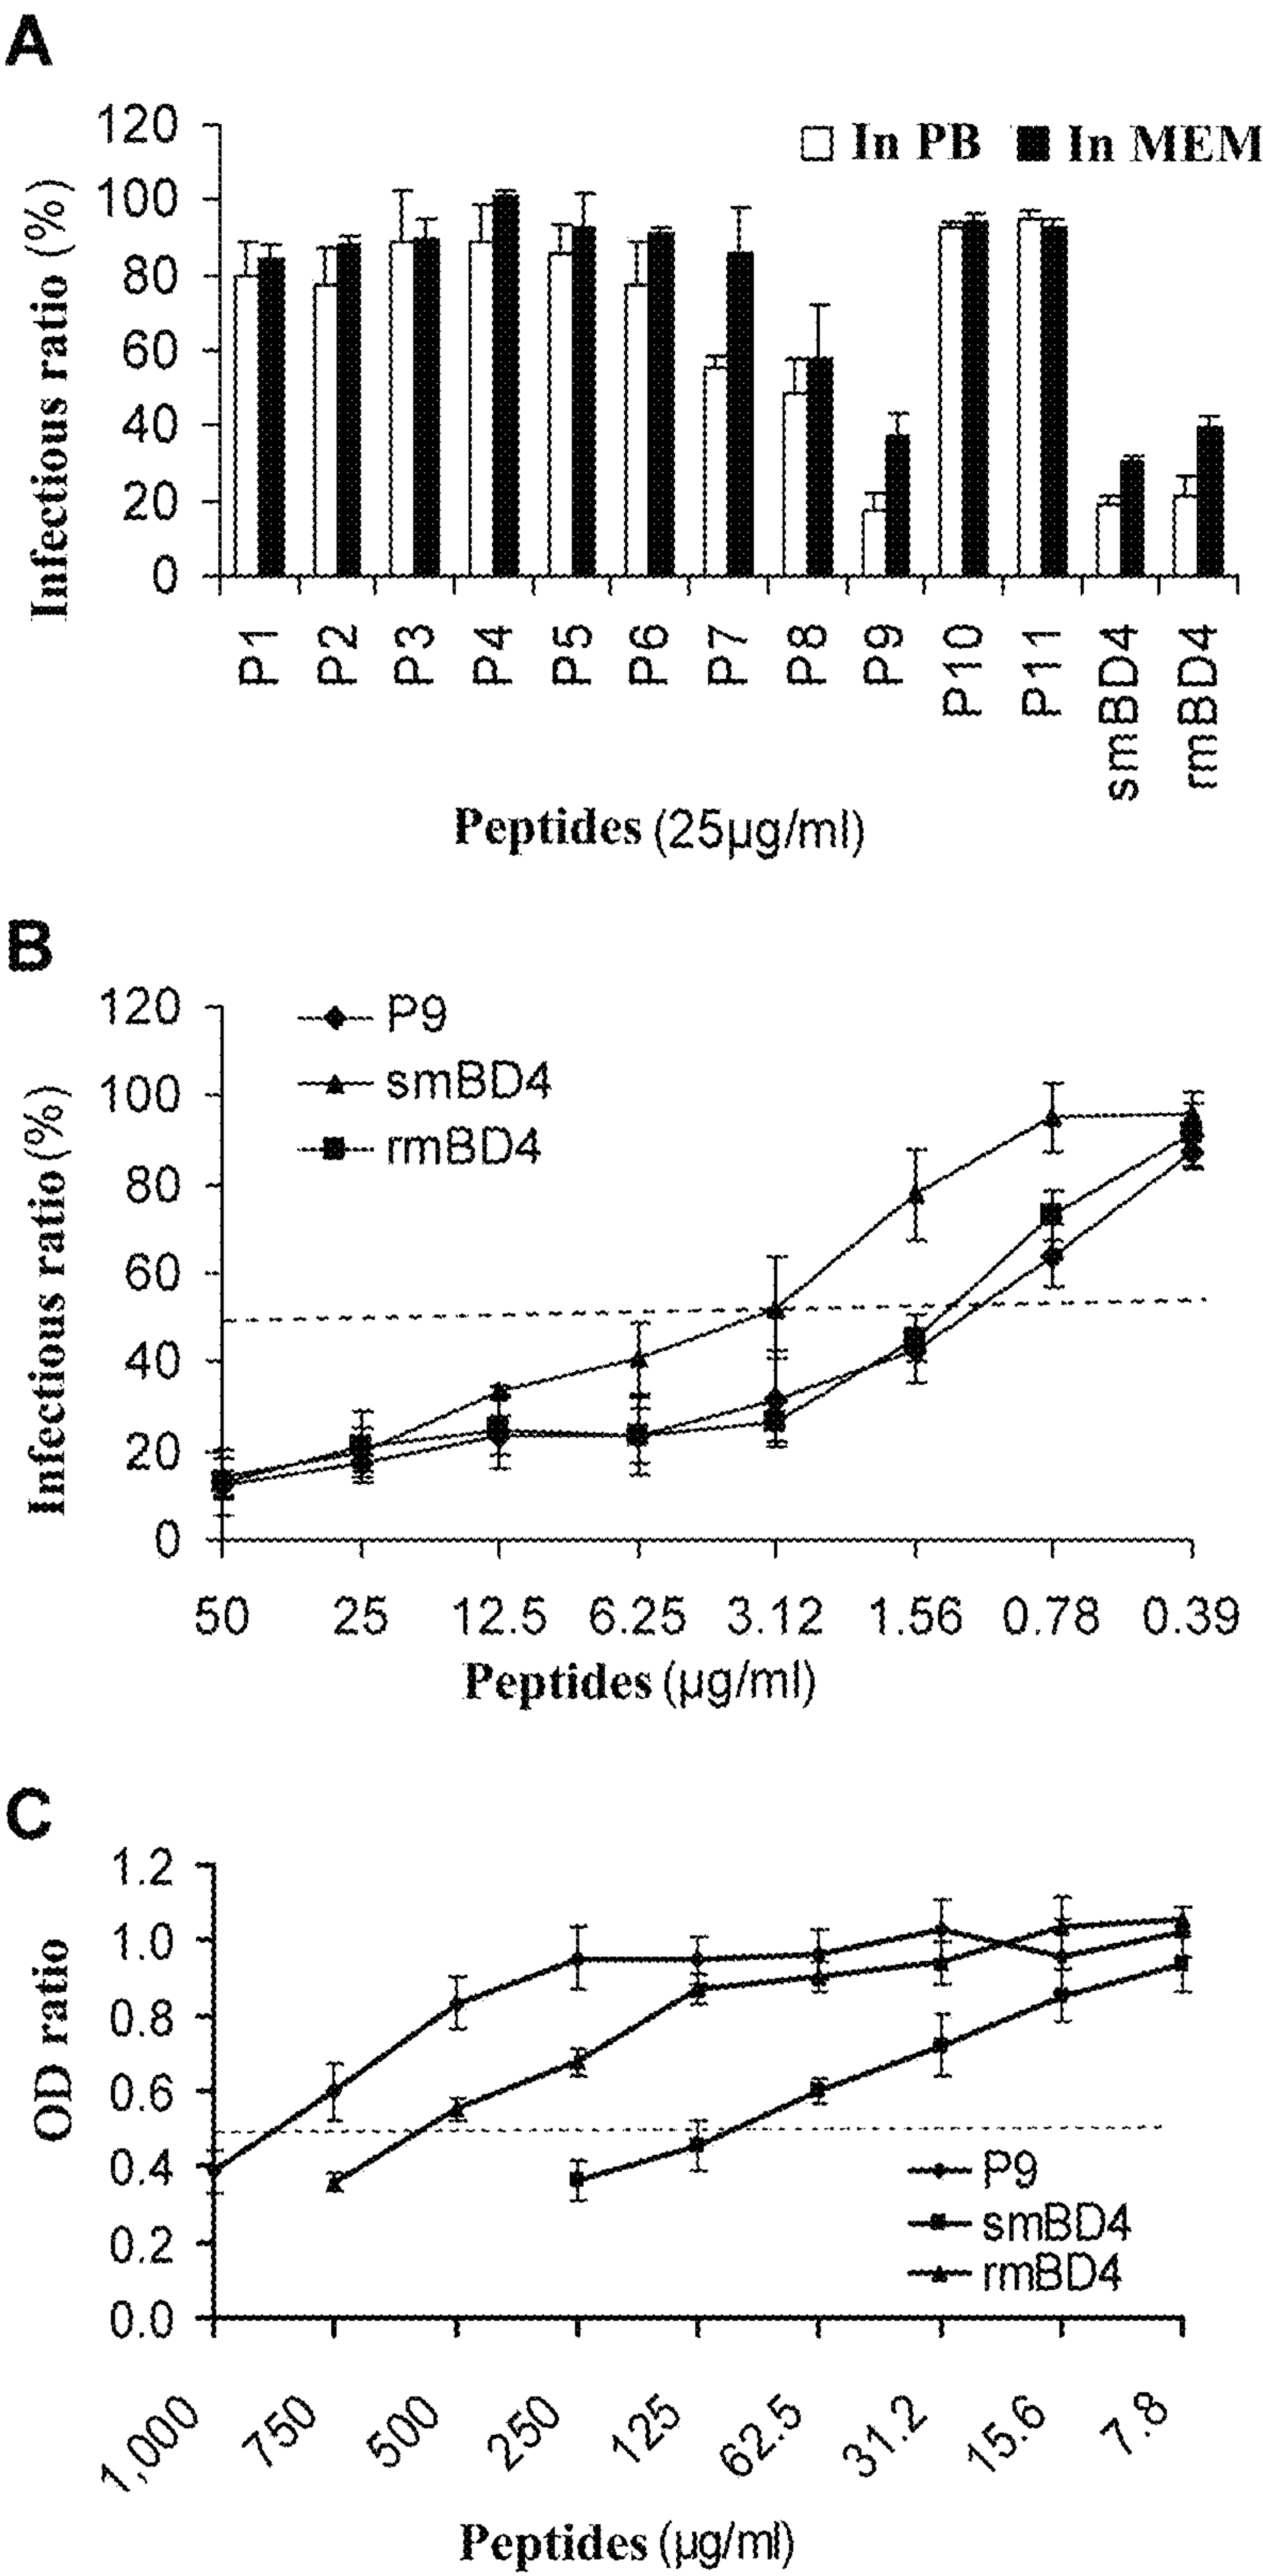 A
120
100
80
60
40
20
0
Infectious ratio (%)
In PB In MEM
P1 P2 P3 P4 P5 P6 P7 P8 P9 P10 P11 smBD4 rmBD4
Peptides (25µg/ml)
B
120
100
80
60
40
20
0
Infectious ratio (%)
P9
smBD4
rmBD4
50 25 12.5 6.25 3.12 1.56 0.78 0.39
Peptides (µg/ml)
C
1.2
1.0
0.8
0.6
0.4
0.2
0.0
OD ratio
P9
smBD4
rmBD4
1,000 750 500 250 125 62.5 31.2 15.6 7.8
Peptides (µg/ml)